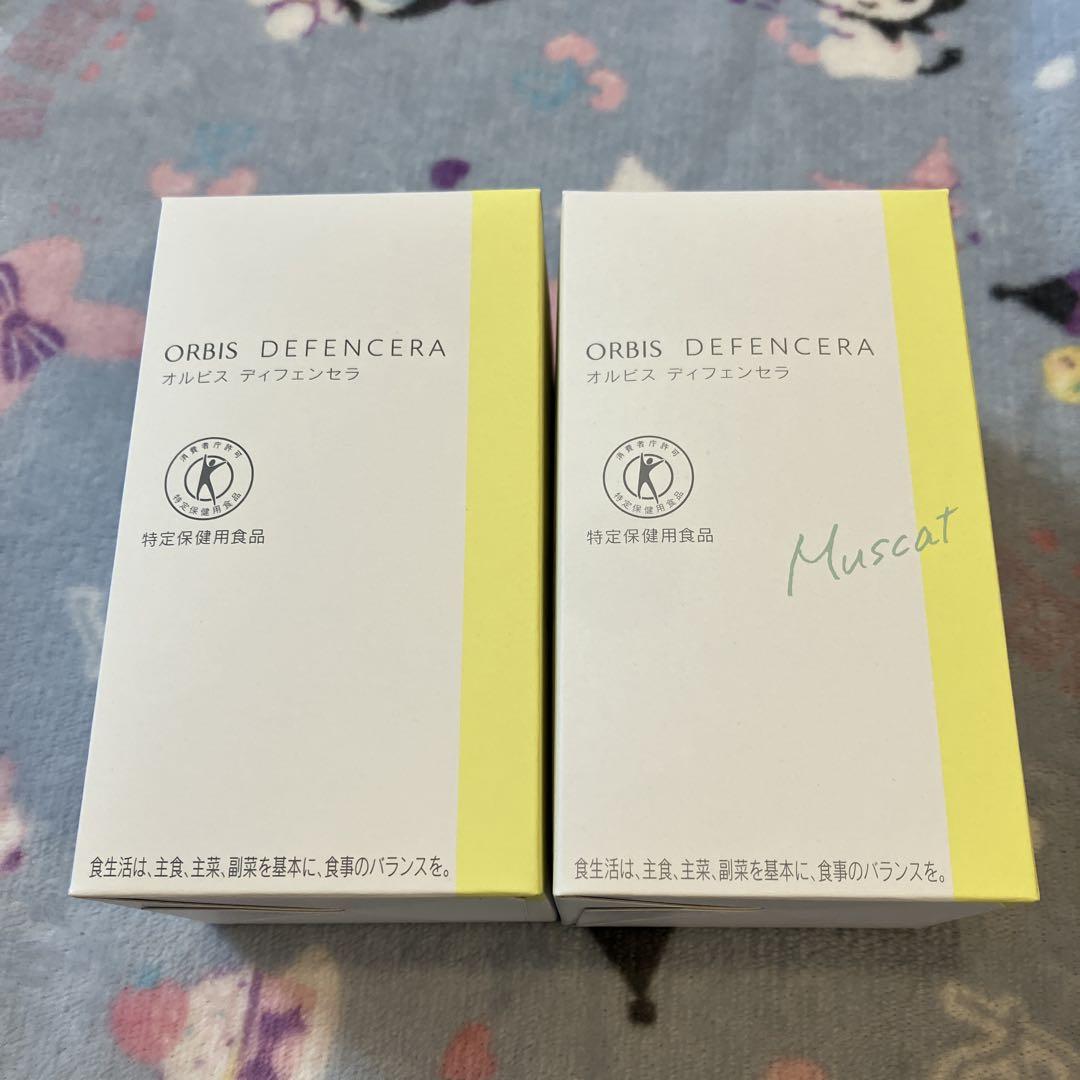 ORBIS DEFENCERA
オルビス ディフェンセラ
消費者庁許可
特定保健用食品
特定保健用食品
食生活は、主食、主菜、副菜を基本に、食事のバランスを。
ORBIS DEFENCERA
オルビス ディフェンセラ
消費者庁許可
特定保健用食品
特定保健用食品
Muscat
食生活は、主食、主菜、副菜を基本に、食事のバランスを。